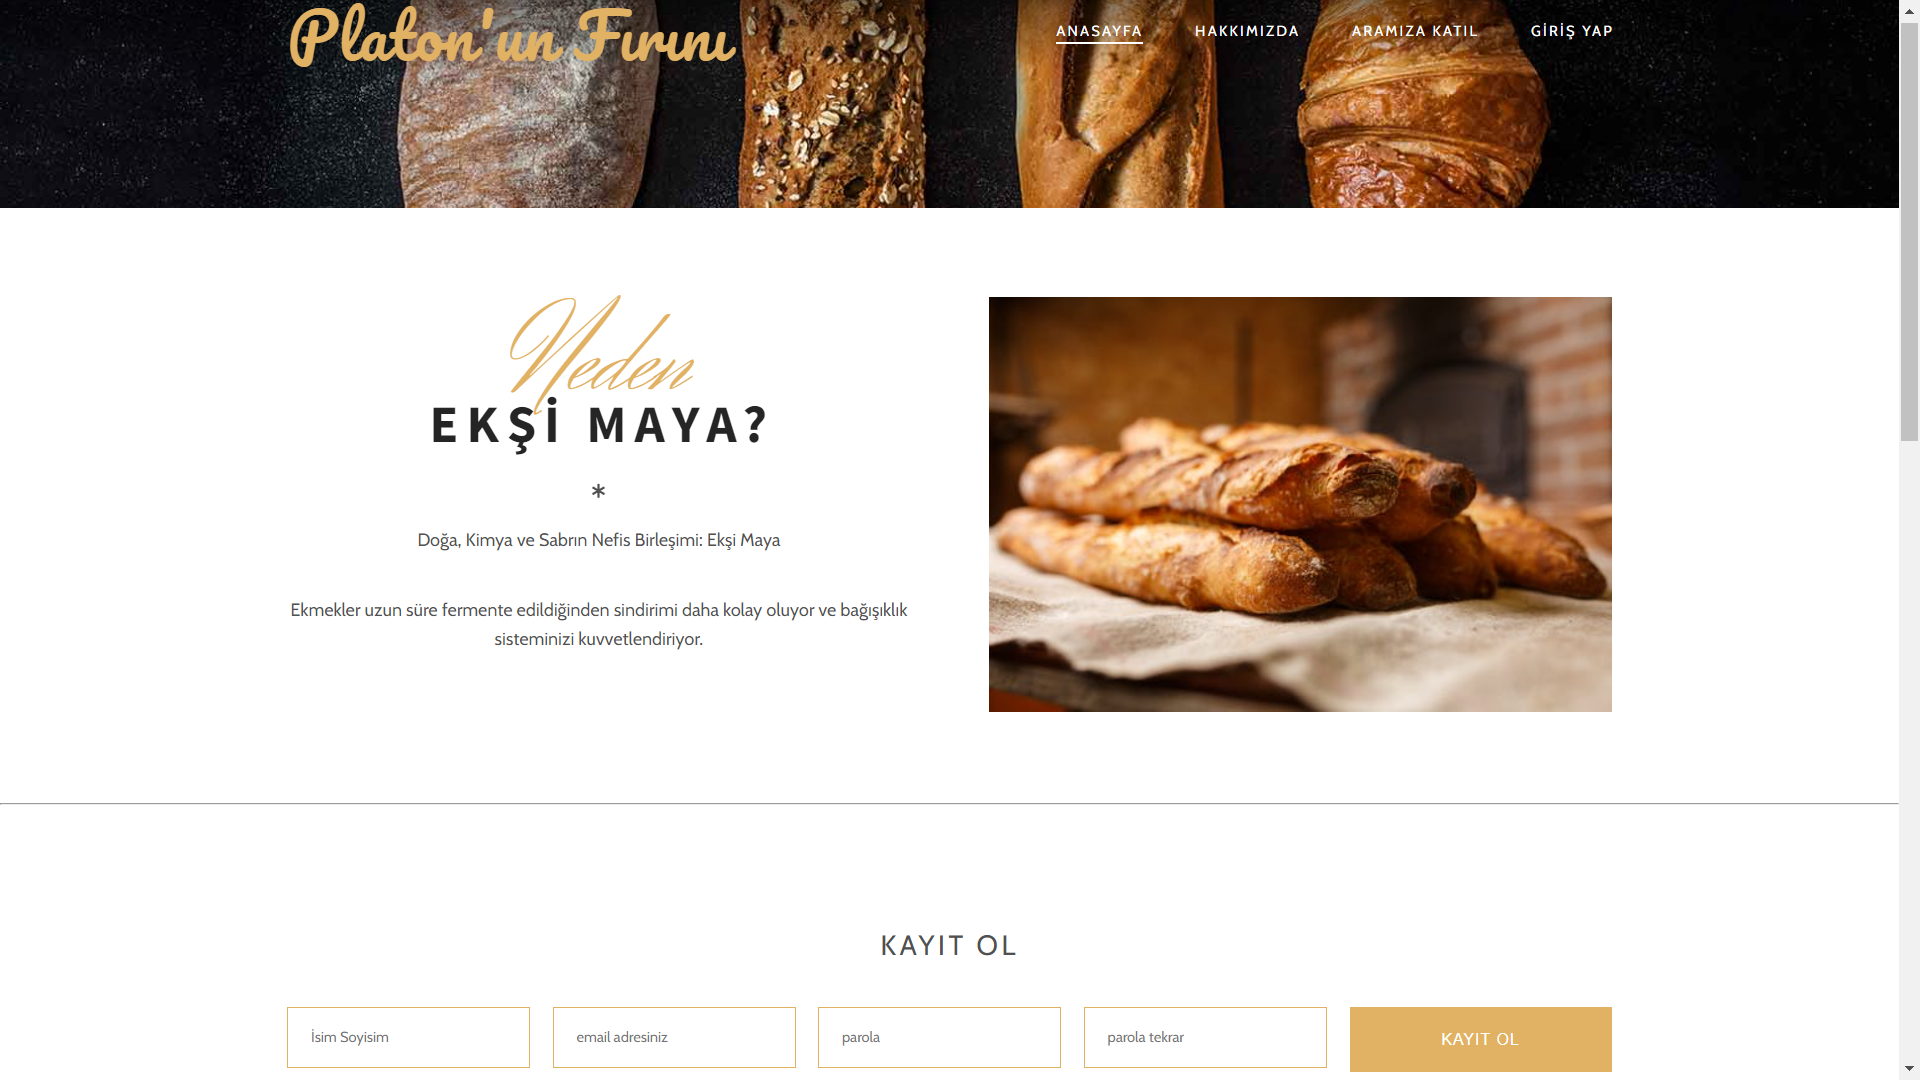 Platon'un Fırını
ANASAYFA
HAKKIMIZDA
ARAMIZA KATIL
GİRİŞ YAP
Neden
EKŞİ MAYA?
*
Doğa, Kimya ve Sabrın Nefis Birleşimi: Ekşi Maya
Ekmekler uzun süre fermente edildiğinden sindirimi daha kolay oluyor ve bağışıklık
sisteminizi kuvvetlendiriyor.
KAYIT OL
İsim Soyisim
email adresiniz
parola
parola tekrar
KAYIT OL